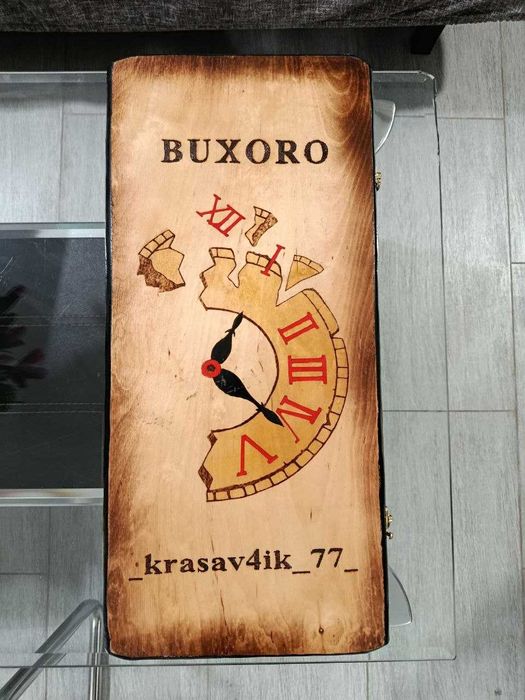 BUXORO
XII
I
II
III
IV
V
_krasav4ik_77_